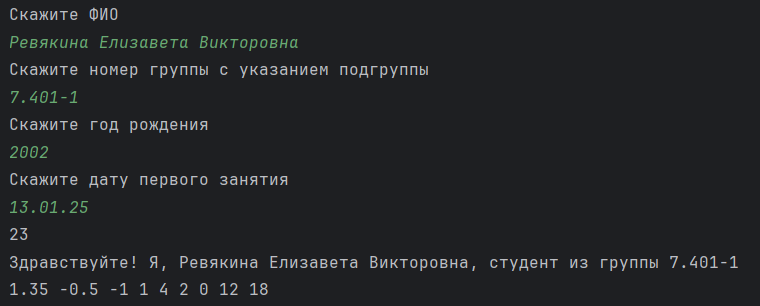 Скажите ФИО
Ревякина Елизавета Викторовна
Скажите номер группы с указанием подгруппы
7.401-1
Скажите год рождения
2002
Скажите дату первого занятия
13.01.25
23
Здравствуйте! Я, Ревякина Елизавета Викторовна, студент из группы 7.401-1
1.35 -0.5 -1 1 4 2 0 12 18